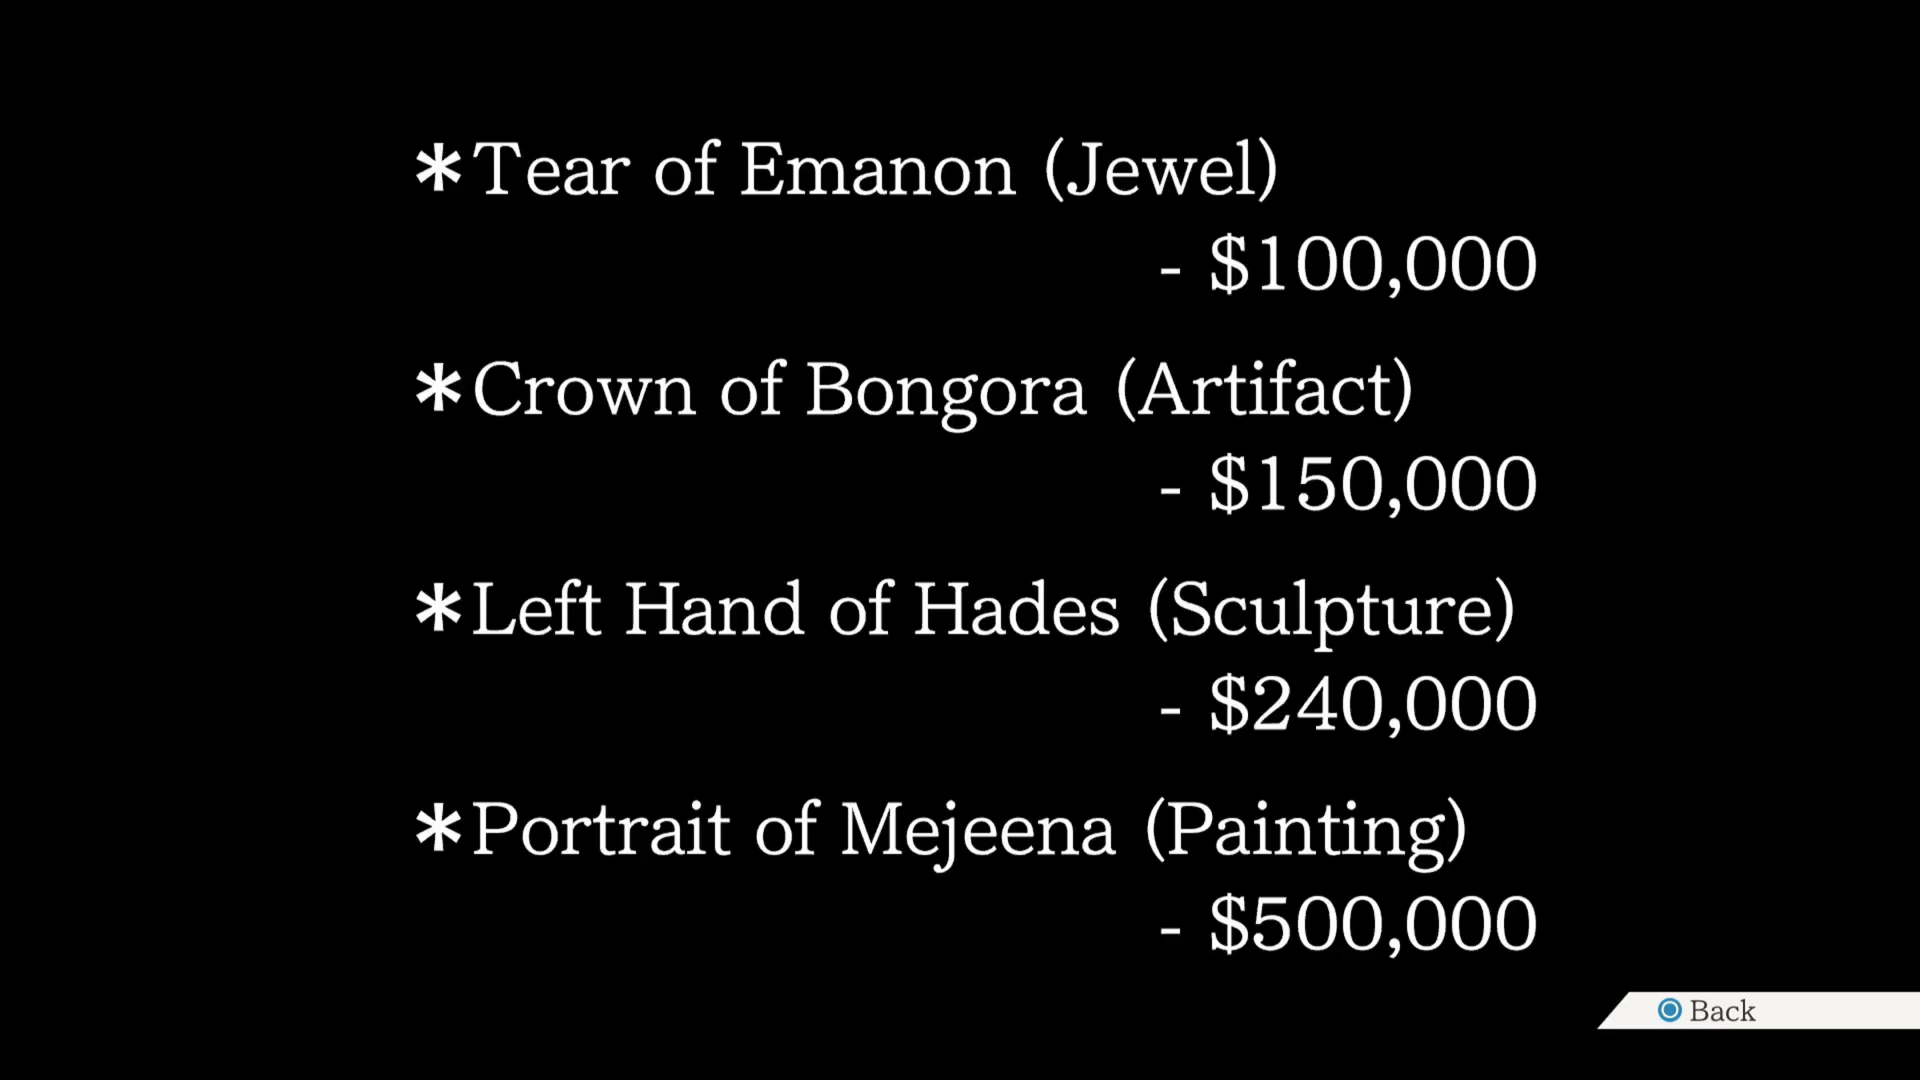 *Tear of Emanon (Jewel)
- $100,000
*Crown of Bongora (Artifact)
- $150,000
*Left Hand of Hades (Sculpture)
- $240,000
*Portrait of Mejeena (Painting)
- $500,000
Back